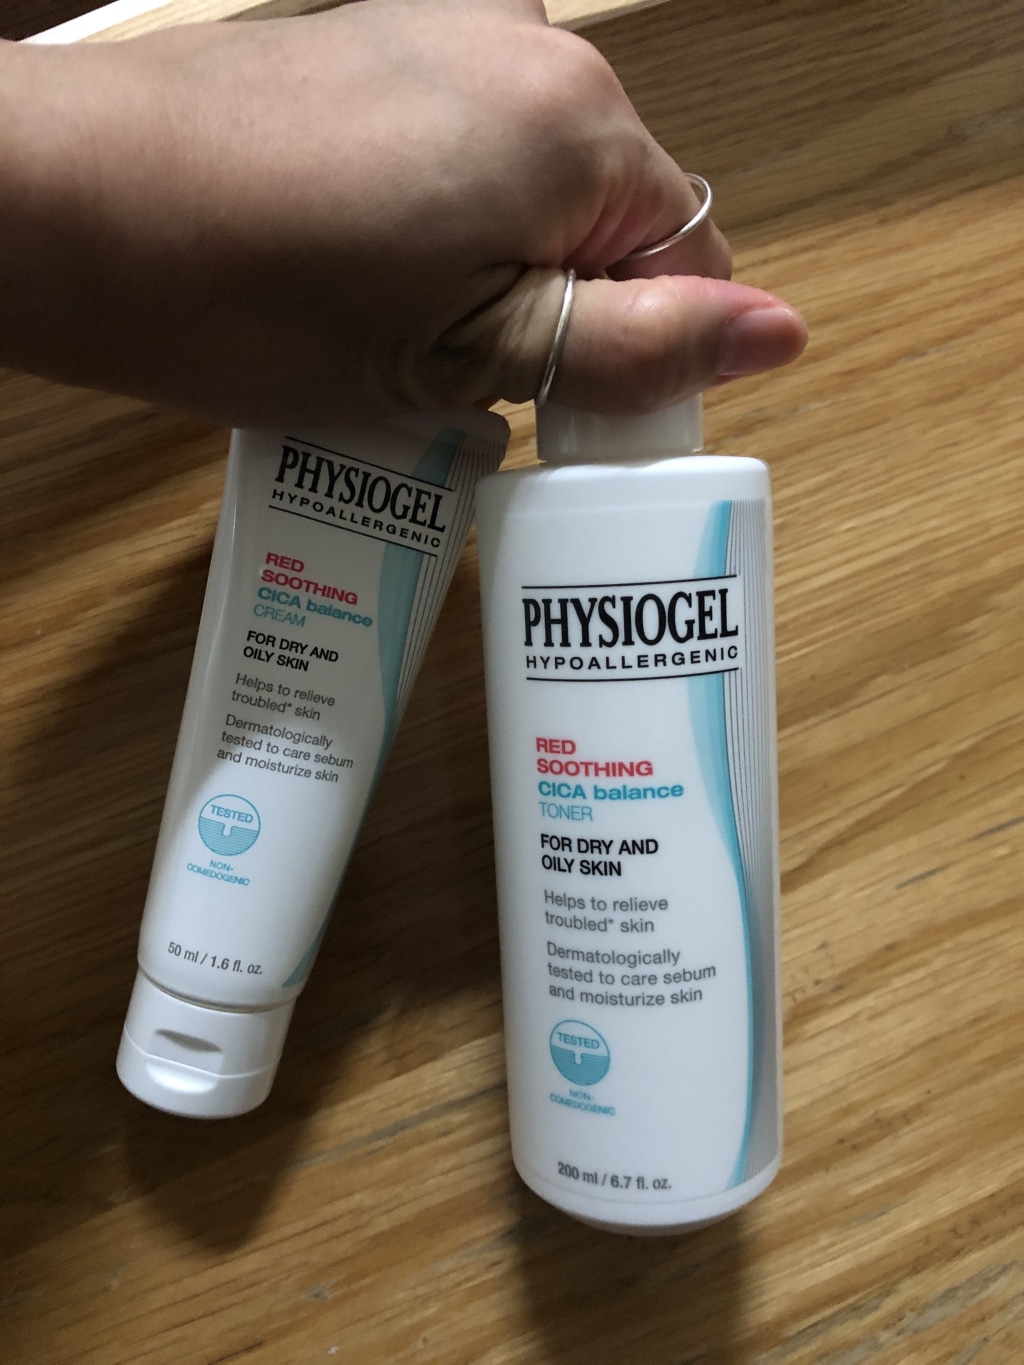 PHYSIOGEL
HYPOALLERGENIC
RED
SOOTHING
CICA balance
CREAM
FOR DRY AND
OILY SKIN
Helps to relieve
troubled* skin
Dermatologically
tested to care sebum
and moisturize skin
TESTED
NON-
COMEDOGENIC
50 ml / 1.6 fl. oz.
PHYSIOGEL
HYPOALLERGENIC
RED
SOOTHING
CICA balance
TONER
FOR DRY AND
OILY SKIN
Helps to relieve
troubled* skin
Dermatologically
tested to care sebum
and moisturize skin
TESTED
NON-
COMEDOGENIC
200 ml / 6.7 fl. oz.